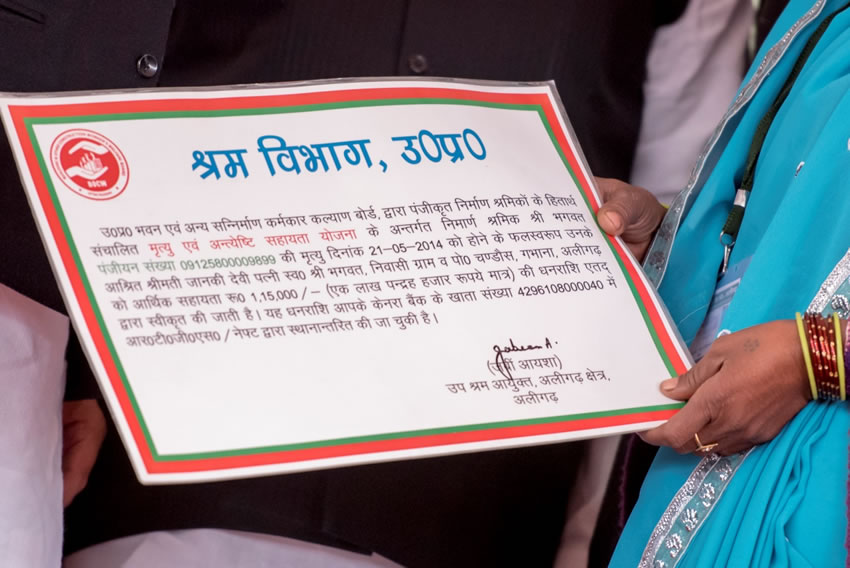 श्रम विभाग, उ0प्र0
BOCW
उ0प्र0 भवन एवं अन्य सन्निर्माण कर्मकार कल्याण बोर्ड, द्वारा पंजीकृत निर्माण श्रमिकों के हितार्थ
संचालित मृत्यु एवं अन्त्येष्टि सहायता योजना के अन्तर्गत निमार्ण श्रमिक श्री भगवत
पंजीयन संख्या 09125800009899 की मृत्यु दिनांक 21-05-2014 को होने के फलस्वरूप उनके
आश्रित श्रीमती जानकी देवी पत्नी स्व0 श्री भगवत, निवासी ग्राम व पो0 चण्डौस, गभाना, अलीगढ़
को आर्थिक सहायता रू0 1,15,000/- (एक लाख पन्द्रह हजार रूपये मात्र) की धनराशि एतद्
द्वारा स्वीकृत की जाती है। यह धनराशि आपके केनरा बैंक के खाता संख्या 4296108000040 में
आर0टी0जी0एस0/नेफ्ट द्वारा स्थानान्तरित की जा चुकी है।
आयशा)
उप श्रम आयुक्त, अलीगढ़ क्षेत्र,
अलीगढ़